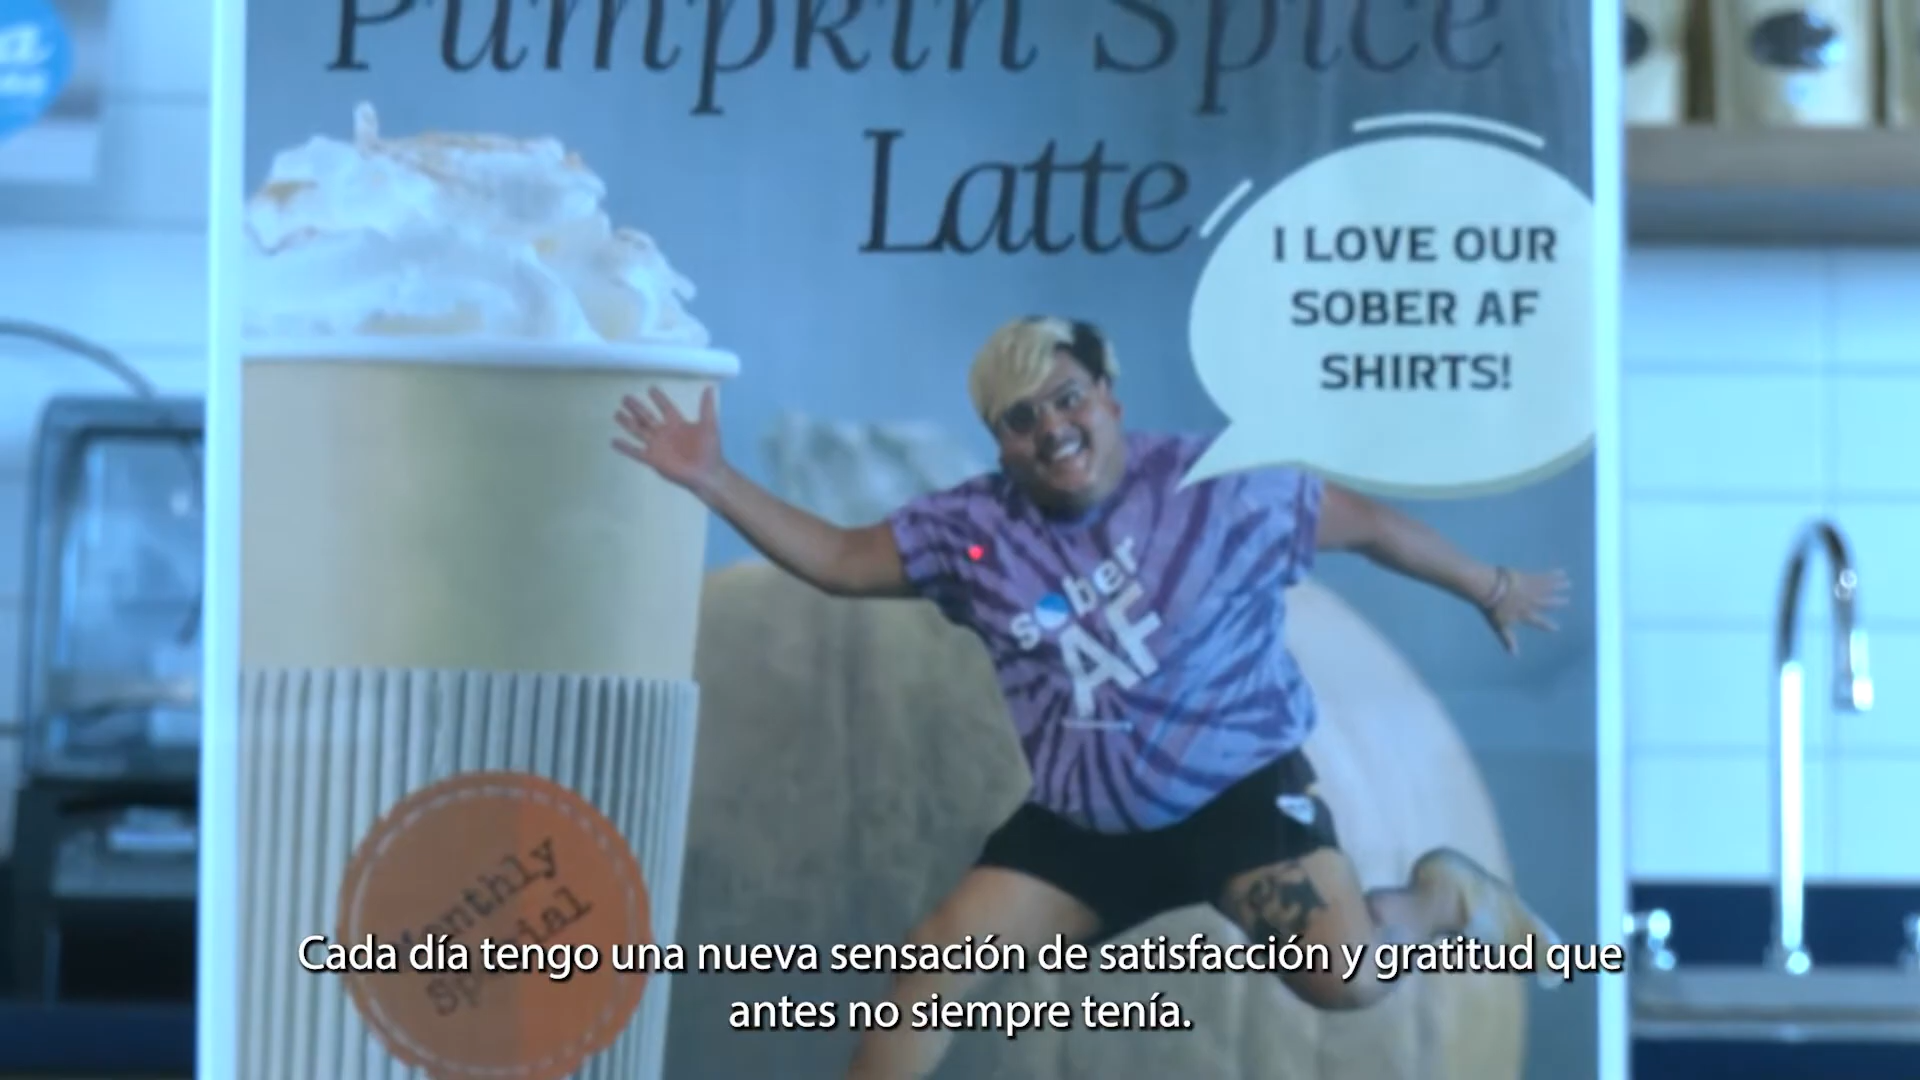 Pumpkin Spice
Latte
I LOVE OUR
SOBER AF
SHIRTS!
sober
AF
Monthly
Special
Cada día tengo una nueva sensación de satisfacción y gratitud que
antes no siempre tenía.